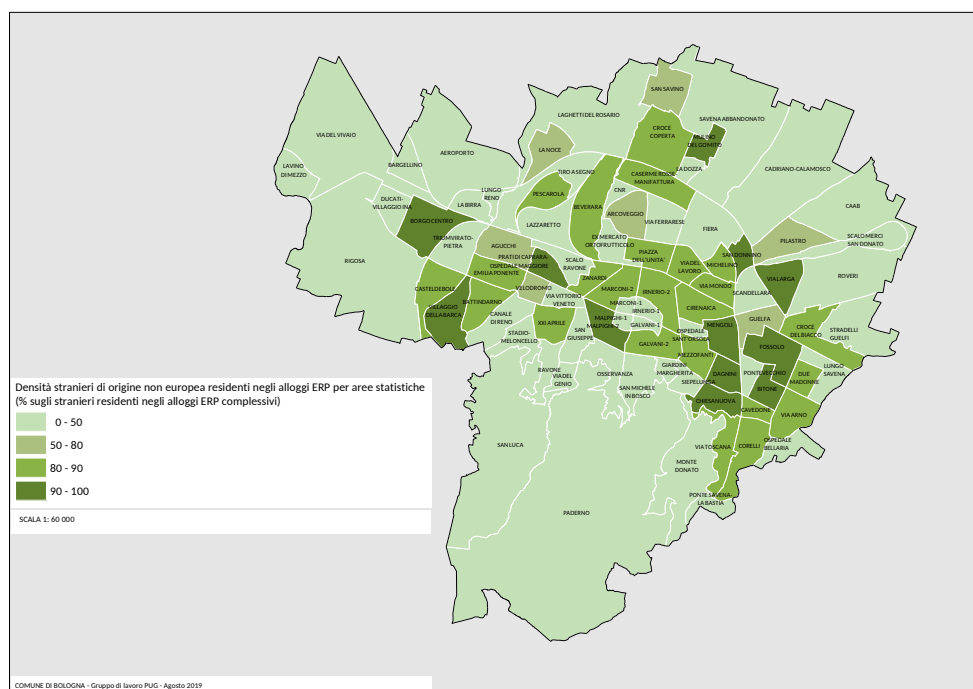 SAN SAVINO
LAGHETTI DEL ROSARIO
SAVENA ABBANDONATO
VIA DEL VIVAIO
CROCE
COPERTA
MULINO
DEL GOMITO
LA NOCE
AEROPORTO
BARGELLINO
LAVINO
DI MEZZO
TIRO A SEGNO
CASERME ROSSE
MANIFATTURA
LA DOZZA
CADRIANO-CALAMOSCO
LUNGO
RENO
PESCAROLA
CNR
DUCATI-
VILLAGGIO INA
LA BIRRA
BEVERARA
CAAB
BORGO CENTRO
LAZZARETTO
ARCOVEGGIO
VIA FERRARESE
FIERA
TRIUMVIRATO-
PIETRA
EX MERCATO
ORTOFRUTTICOLO
PILASTRO
SCALO MERCI
SAN DONATO
AGUCCHI
PRATI DI CAPRARA-
OSPEDALE MAGGIORE
SCALO
RAVONE
PIAZZA
DELL'UNITA'
VIA DEL
LAVORO
MICHELINO
SAN DONNINO
RIGOSA
EMILIA PONENTE
ZANARDI
VIA LARGA
ROVERI
CASTELDEBOLE
VELODROMO
VIA VITTORIO
VENETO
MARCONI-2
IRNERIO-2
VIA MONDO
SCANDELLARA
BATTINDARNO
VILLAGGIO
DELLA BARCA
CANALE
DI RENO
MARCONI-1
IRNERIO-1
CIRENAICA
XXI APRILE
MALPIGHI-1
MALPIGHI-2
GALVANI-1
MENGOLI
GUELFA
CROCE
DEL BIACCO
STRADELLI
GUELFI
STADIO-
MELONCELLO
SAN
GIUSEPPE
GALVANI-2
OSPEDALE
SANT'ORSOLA
FOSSOLO
MEZZOFANTI
RAVONE
VIA DEL
GENIO
OSSERVANZA
GIARDINI
MARGHERITA
SIEPELUNGA
DAGNINI
PONTEVECCHIO
DUE
MADONNE
LUNGO
SAVENA
SAN MICHELE
IN BOSCO
CHIESANUOVA
BITONE
CAVEDONE
VIA ARNO
SAN LUCA
VIA TOSCANA
CORELLI
OSPEDALE
BELLARIA
MONTE
DONATO
PONTE SAVENA-
LA BASTIA
PADERNO
Densità stranieri di origine non europea residenti negli alloggi ERP per aree statistiche
(% sugli stranieri residenti negli alloggi ERP complessivi)
0 - 50
50 - 80
80 - 90
90 - 100
SCALA 1: 60 000
COMUNE DI BOLOGNA - Gruppo di lavoro PUG - Agosto 2019